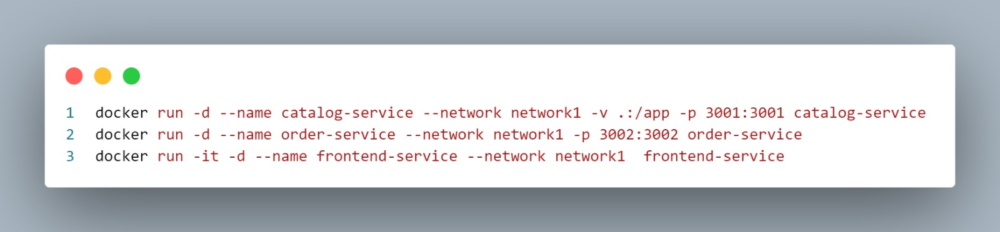 1 docker run -d --name catalog-service --network network1 -v .:/app -p 3001:3001 catalog-service
2 docker run -d --name order-service --network network1 -p 3002:3002 order-service
3 docker run -it -d --name frontend-service --network network1  frontend-service